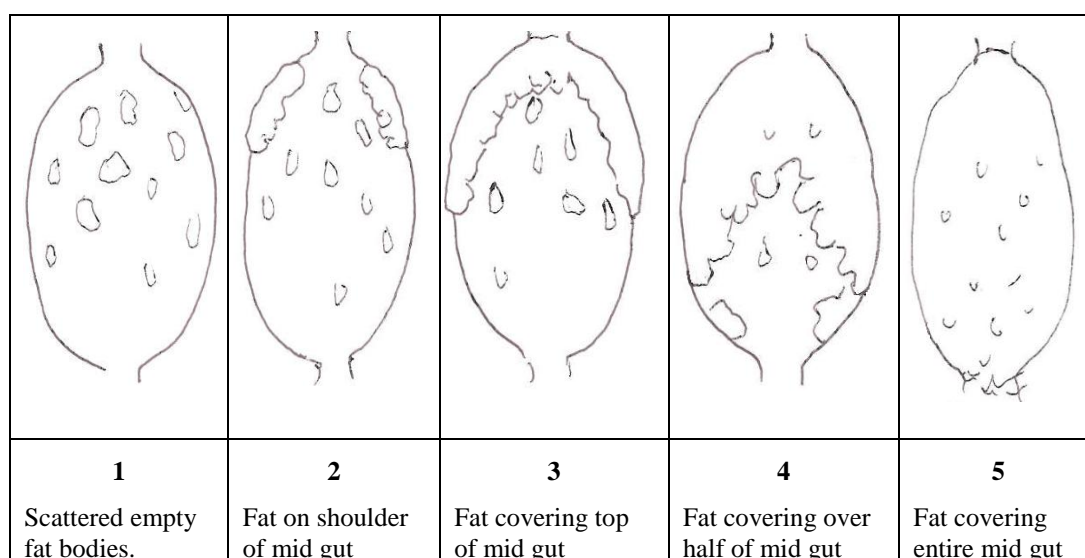 1
Scattered empty
fat bodies.
2
Fat on shoulder
of mid gut
3
Fat covering top
of mid gut
4
Fat covering over
half of mid gut
5
Fat covering
entire mid gut